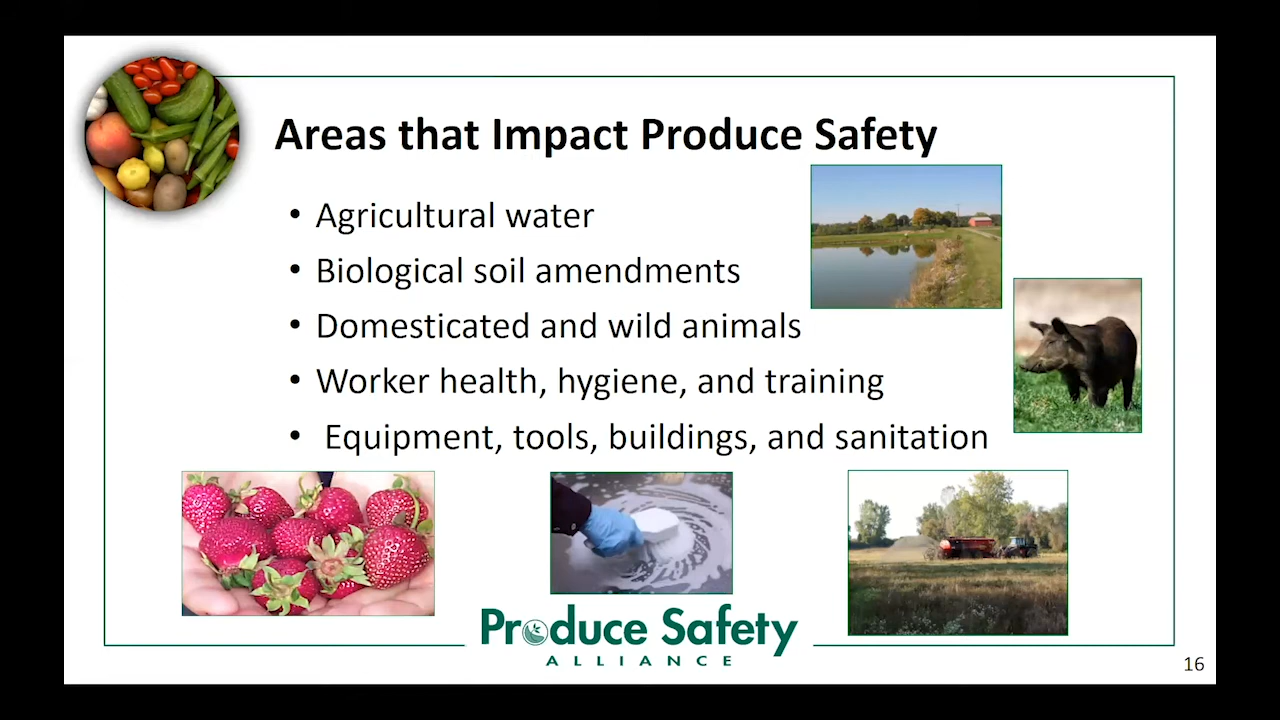 Areas that Impact Produce Safety
• Agricultural water
• Biological soil amendments
• Domesticated and wild animals
• Worker health, hygiene, and training
• Equipment, tools, buildings, and sanitation
Produce Safety
ALLIANCE
16